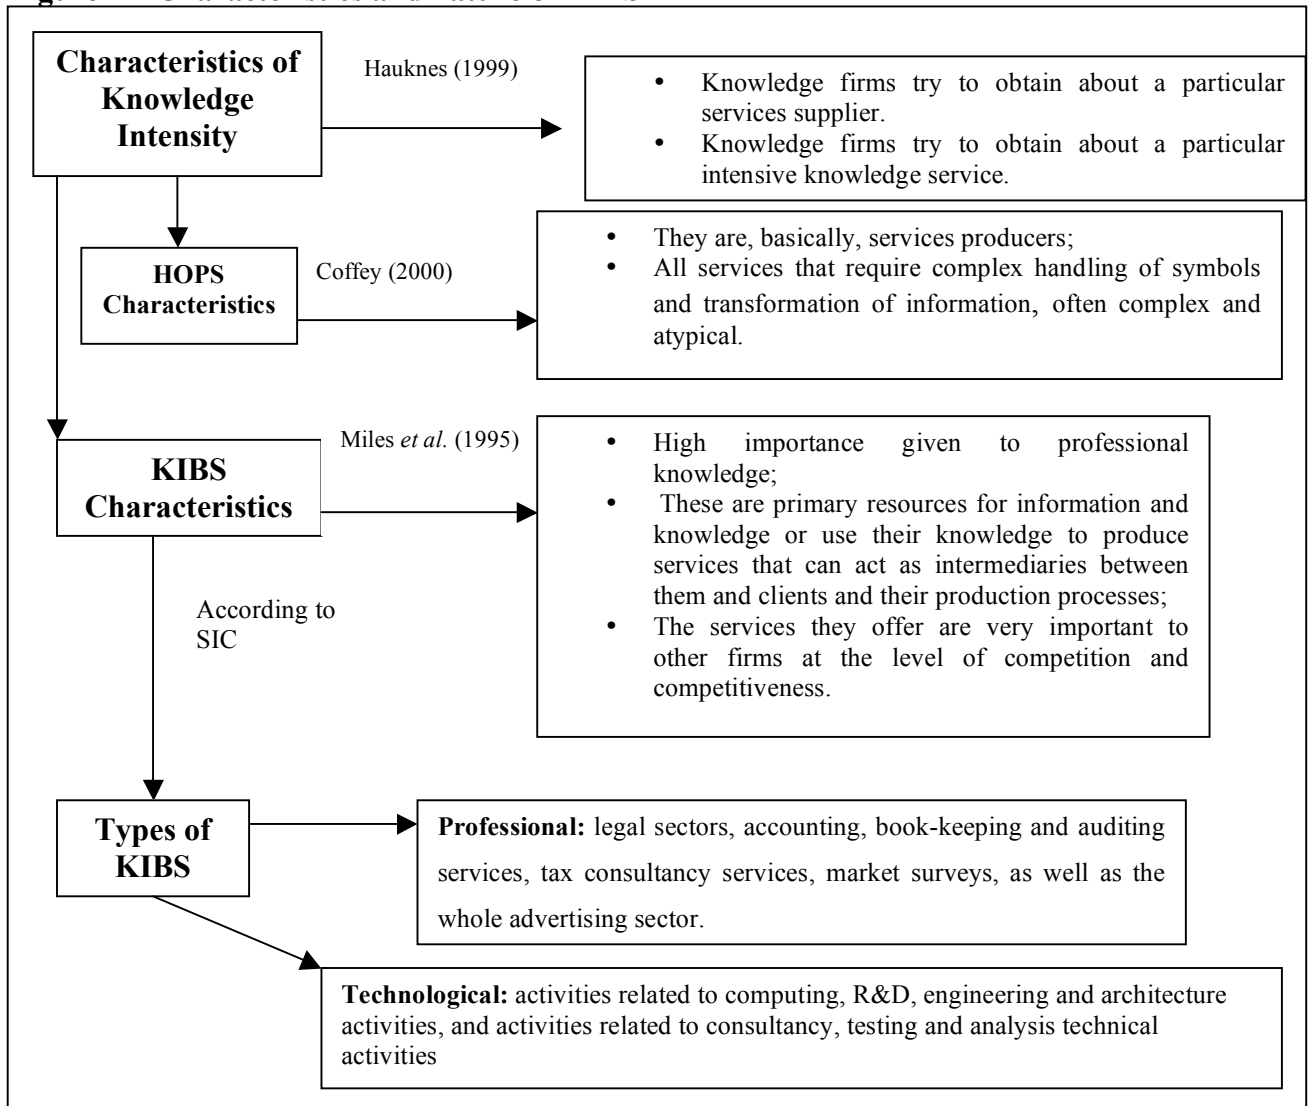 Characteristics of
Knowledge
Intensity
Hauknes (1999)
• Knowledge firms try to obtain about a particular
services supplier.
• Knowledge firms try to obtain about a particular
intensive knowledge service.
HOPS
Characteristics
Coffey (2000)
• They are, basically, services producers;
• All services that require complex handling of symbols
and transformation of information, often complex and
atypical.
KIBS
Characteristics
Miles et al. (1995)
• High importance given to professional
knowledge;
• These are primary resources for information and
knowledge or use their knowledge to produce
services that can act as intermediaries between
them and clients and their production processes;
• The services they offer are very important to
other firms at the level of competition and
competitiveness.
According to
SIC
Types of
KIBS
Professional: legal sectors, accounting, book-keeping and auditing
services, tax consultancy services, market surveys, as well as the
whole advertising sector.
Technological: activities related to computing, R&D, engineering and architecture
activities, and activities related to consultancy, testing and analysis technical
activities